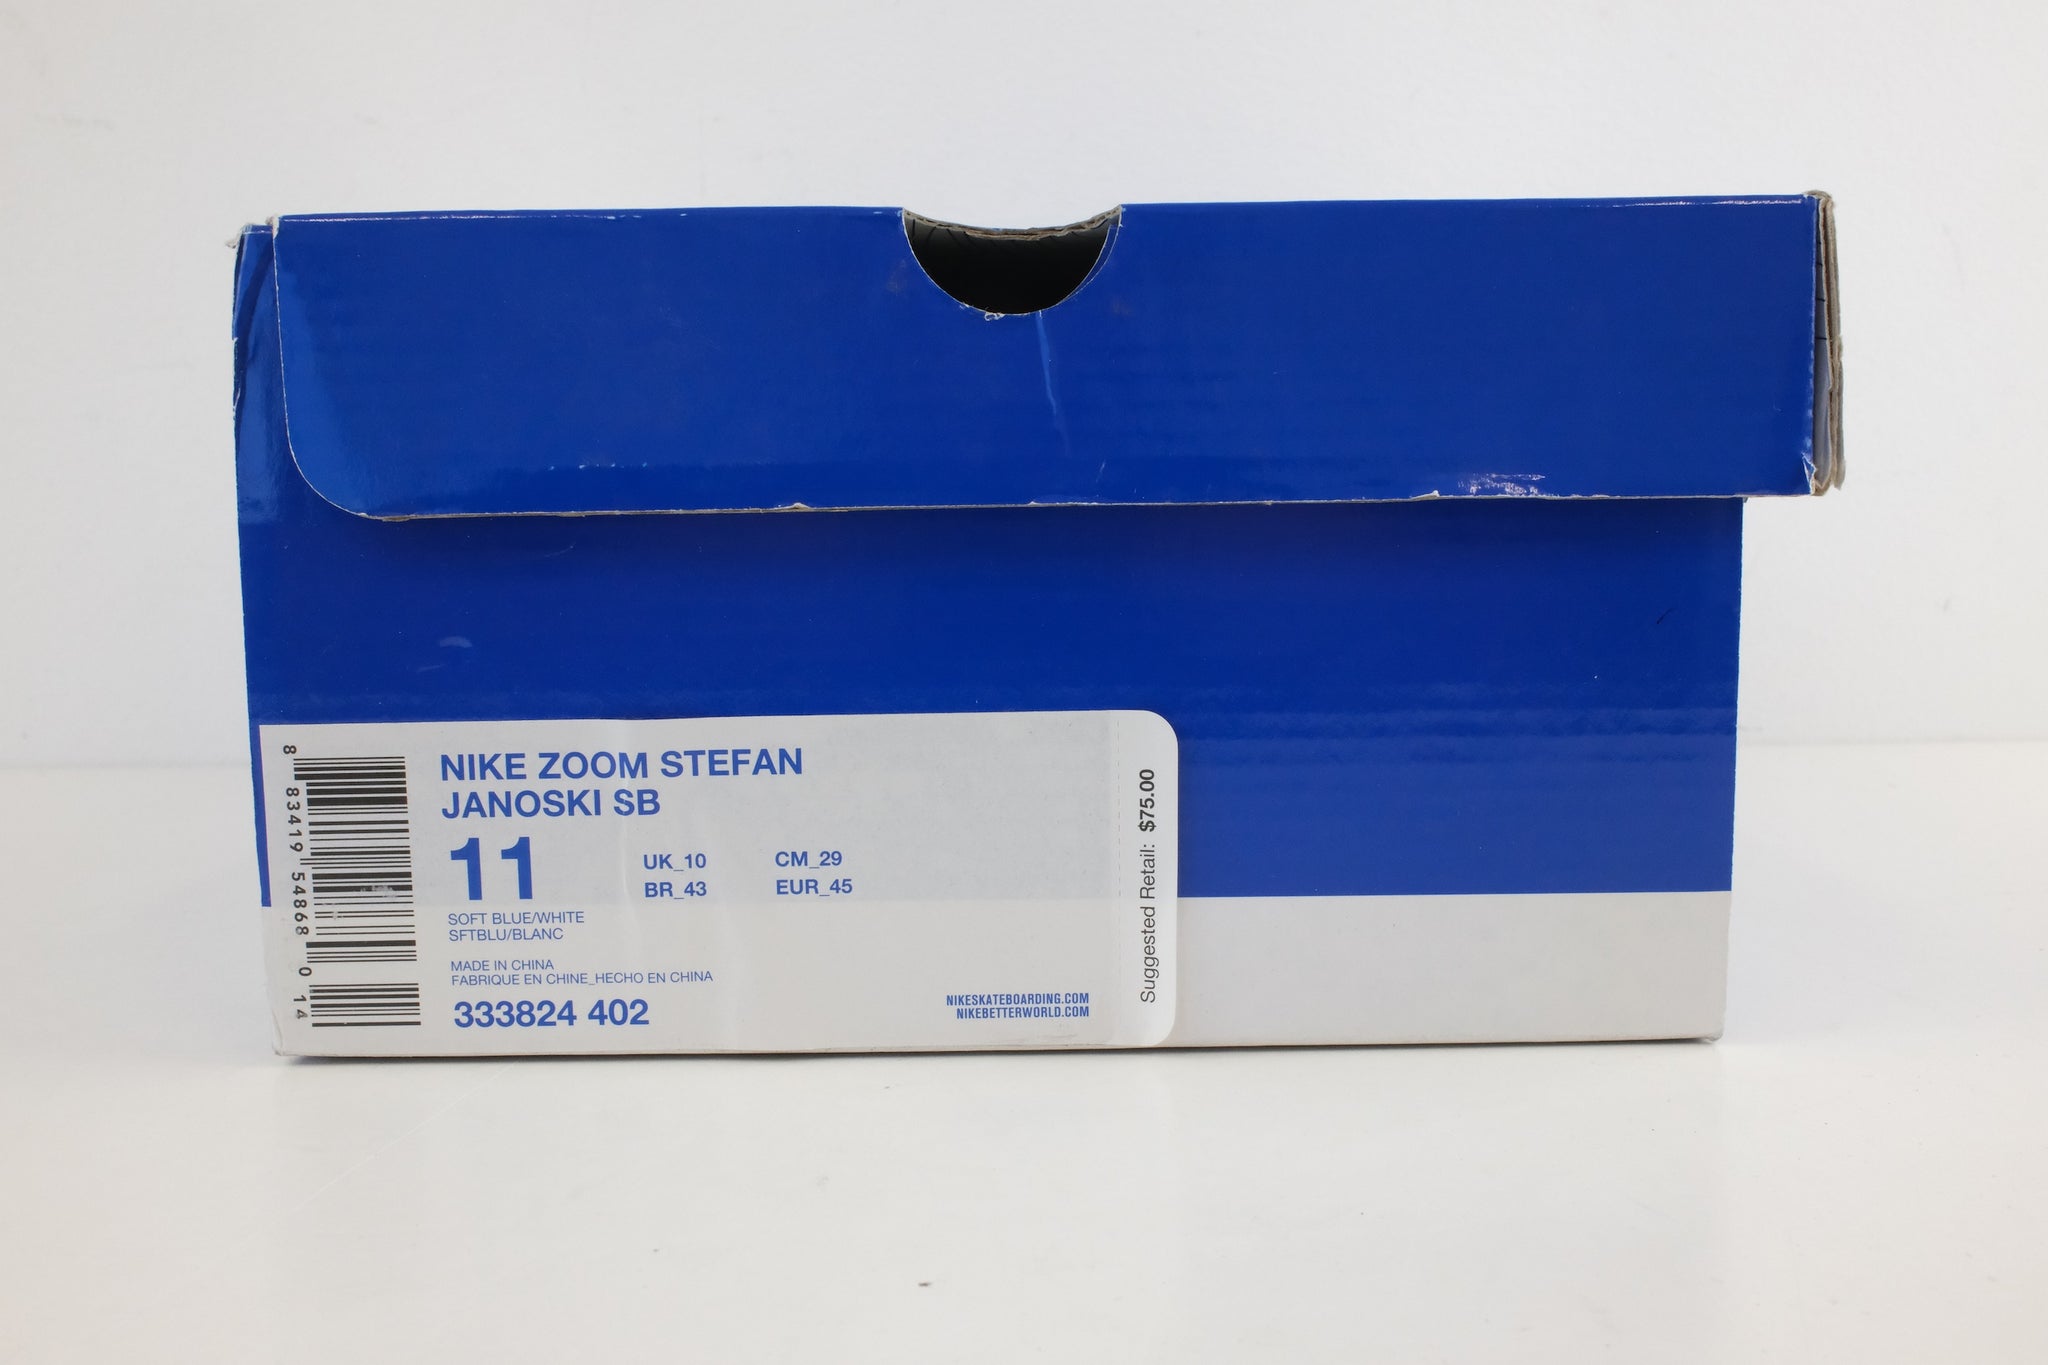 NIKE ZOOM STEFAN
JANOSKI SB
11
UK_10 CM_29
BR_43 EUR_45
SOFT BLUE/WHITE
SFTBLU/BLANC
MADE IN CHINA
FABRIQUE EN CHINE_HECHO EN CHINA
333824 402
NIKESKATEBOARDING.COM
NIKEBETTERWORLD.COM
Suggested Retail: $75.00
8 83419 54868 0 14